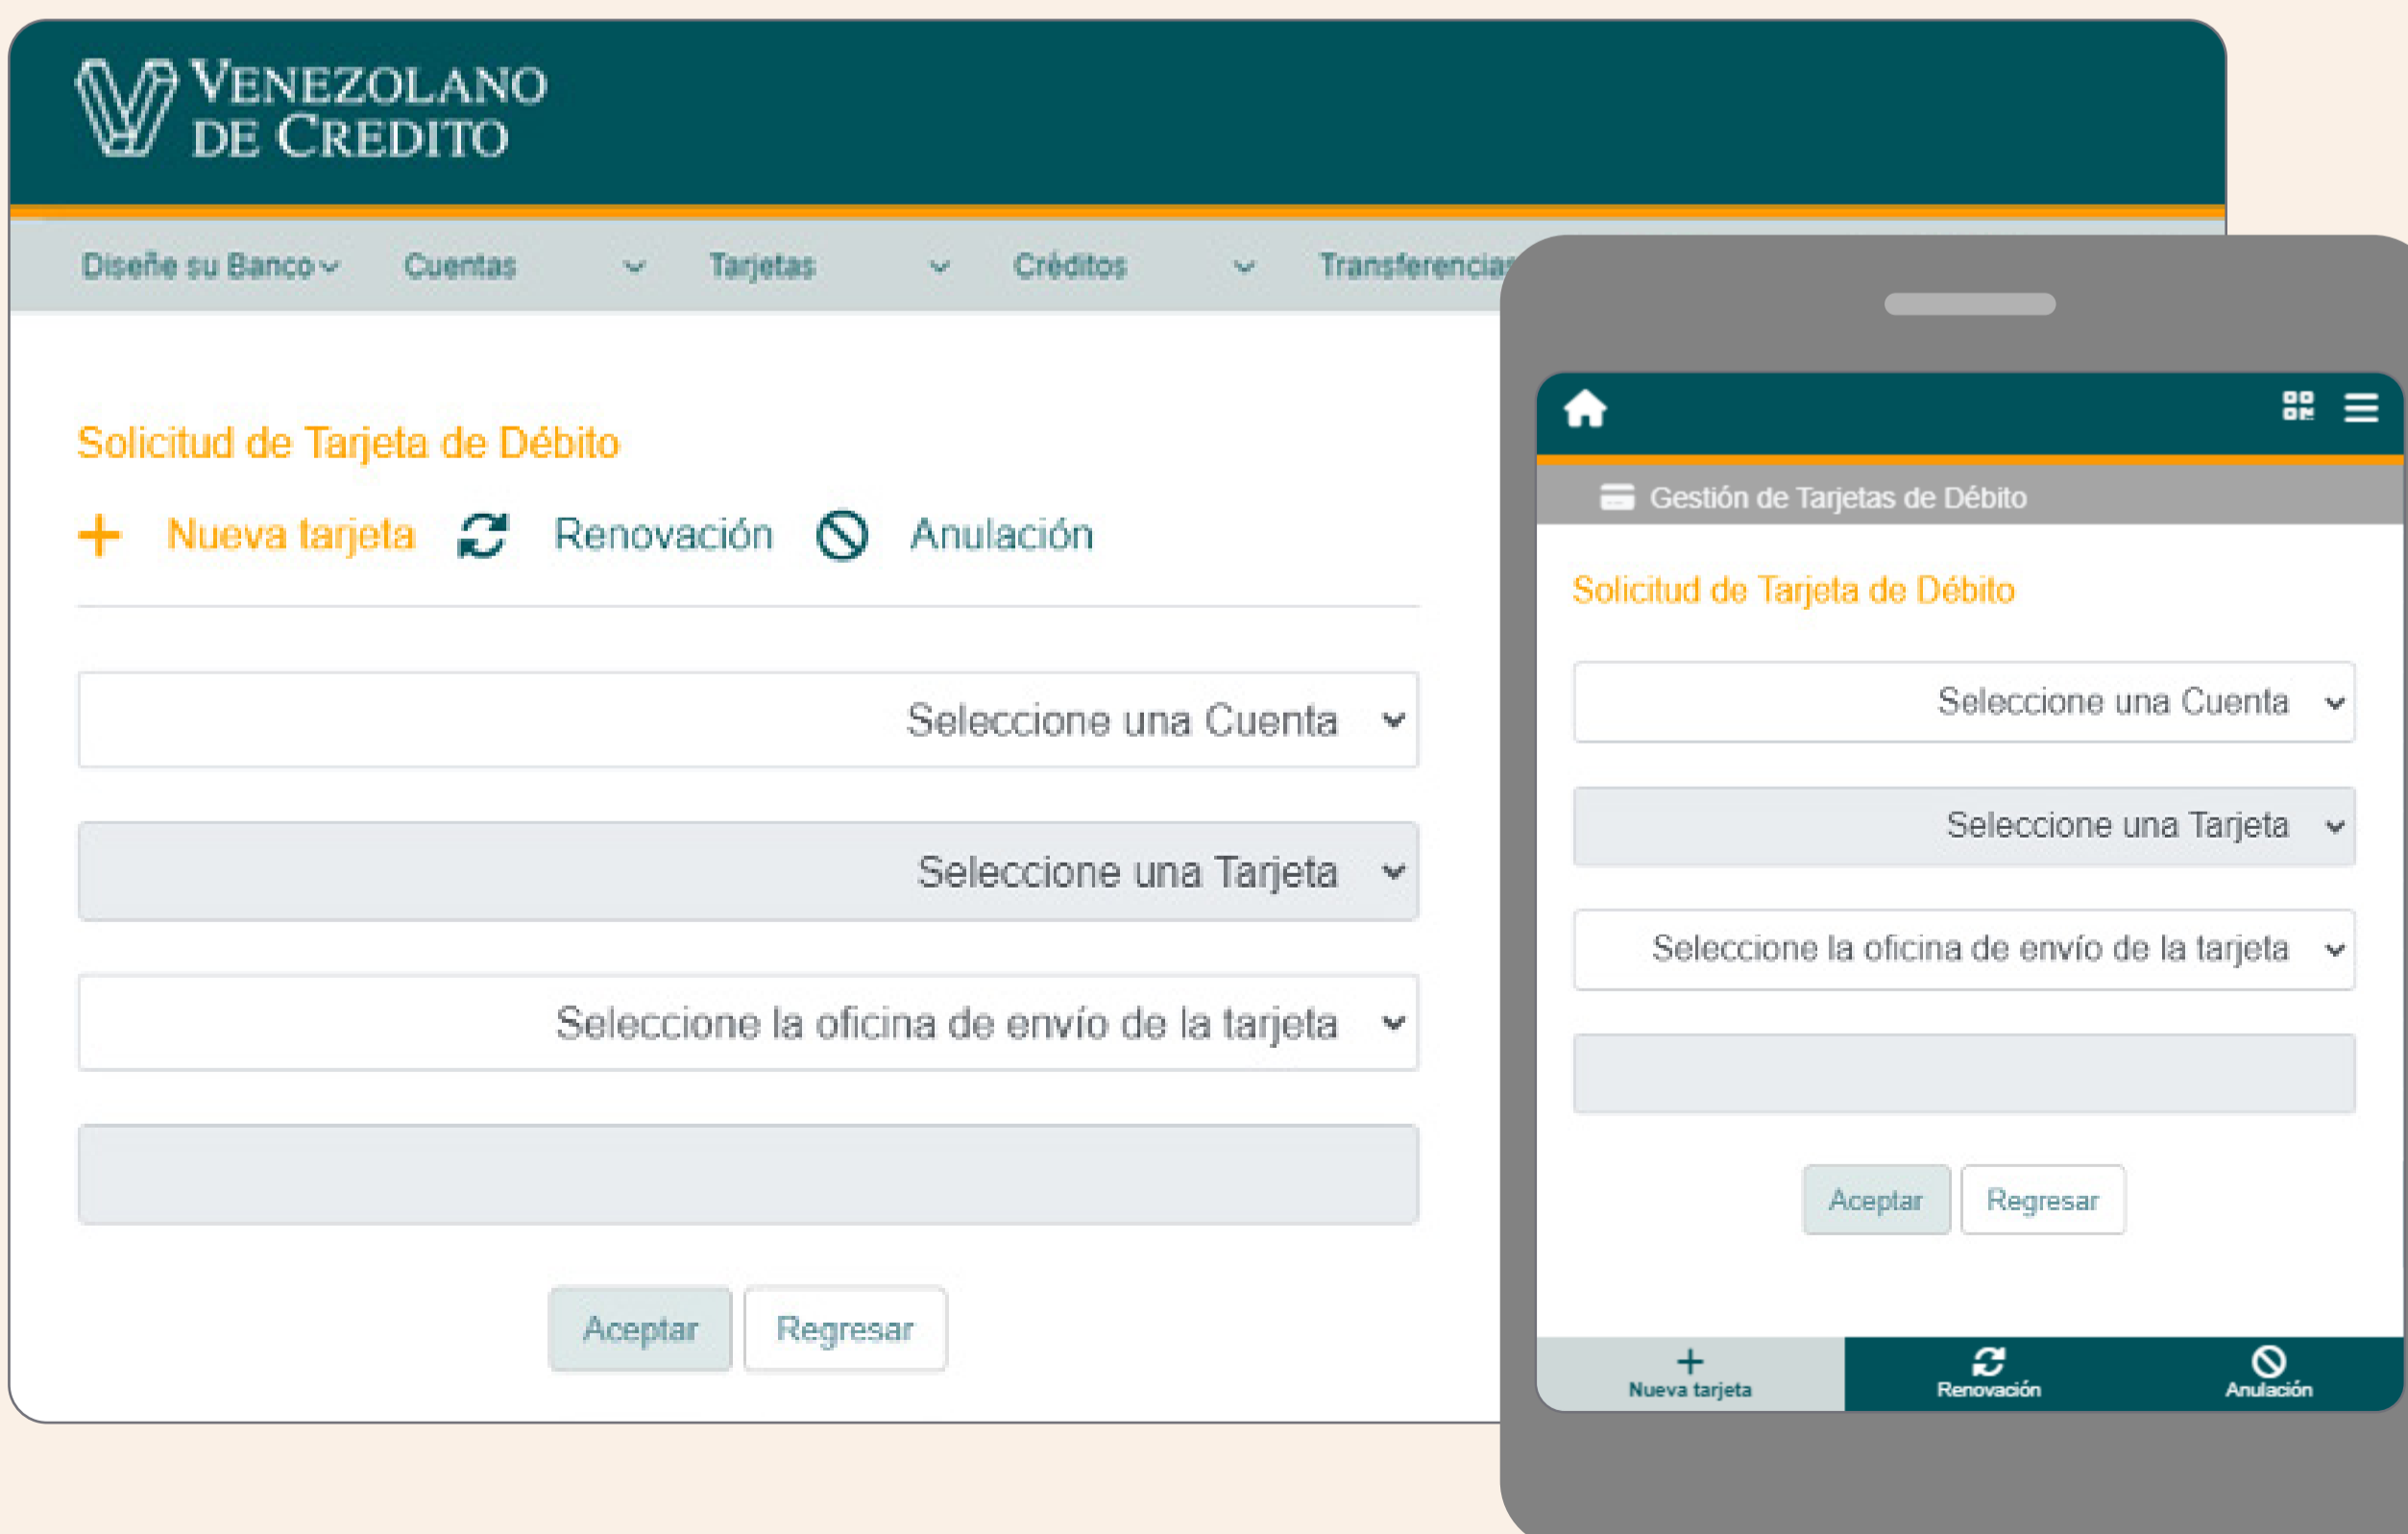 VENEZOLANO
DE CREDITO
Diseñe su Banco Cuentas Tarjetas Créditos Transferencias
Solicitud de Tarjeta de Débito
Nueva tarjeta Renovación Anulación
Seleccione una Cuenta
Seleccione una Tarjeta
Seleccione la oficina de envío de la tarjeta
Aceptar Regresar
Gestión de Tarjetas de Débito
Solicitud de Tarjeta de Débito
Seleccione una Cuenta
Seleccione una Tarjeta
Seleccione la oficina de envío de la tarjeta
Aceptar Regresar
Nueva tarjeta Renovación Anulación